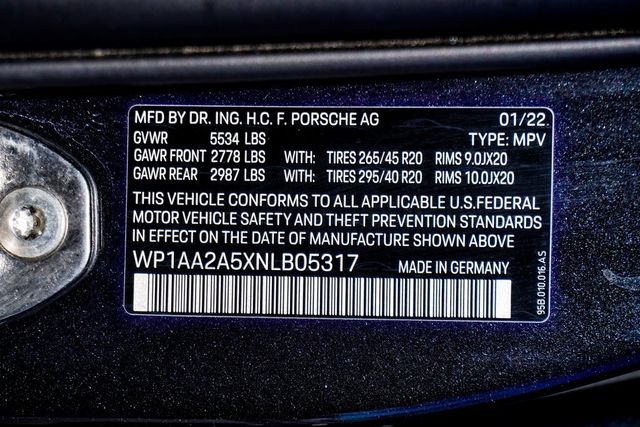 MFD BY DR. ING. H.C. F. PORSCHE AG 01/22
GVWR 5534 LBS TYPE: MPV
GAWR FRONT 2778 LBS WITH: TIRES 265/45 R20 RIMS 9.0JX20
GAWR REAR 2987 LBS WITH: TIRES 295/40 R20 RIMS 10.0JX20
THIS VEHICLE CONFORMS TO ALL APPLICABLE U.S.FEDERAL
MOTOR VEHICLE SAFETY AND THEFT PREVENTION STANDARDS
IN EFFECT ON THE DATE OF MANUFACTURE SHOWN ABOVE
WP1AA2A5XNLB05317 MADE IN GERMANY
95B.010.016.AS